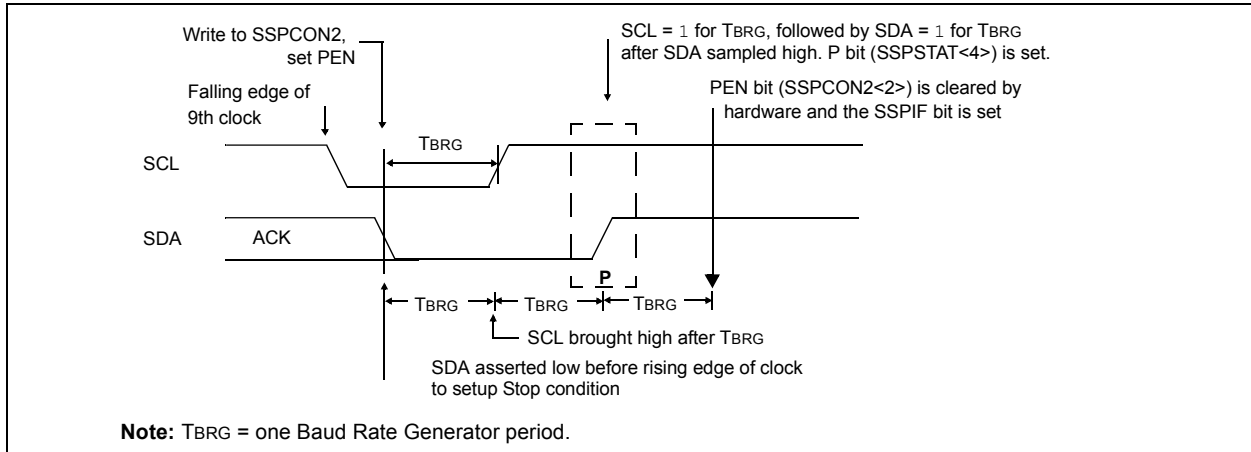 Write to SSPCON2,
set PEN
SCL = 1 for TBRG, followed by SDA = 1 for TBRG
after SDA sampled high. P bit (SSPSTAT<4>) is set.
Falling edge of
9th clock
PEN bit (SSPCON2<2>) is cleared by
hardware and the SSPIF bit is set
TBRG
SCL
SDA
ACK
P
TBRG
TBRG
TBRG
SCL brought high after TBRG
SDA asserted low before rising edge of clock
to setup Stop condition
Note: TBRG = one Baud Rate Generator period.